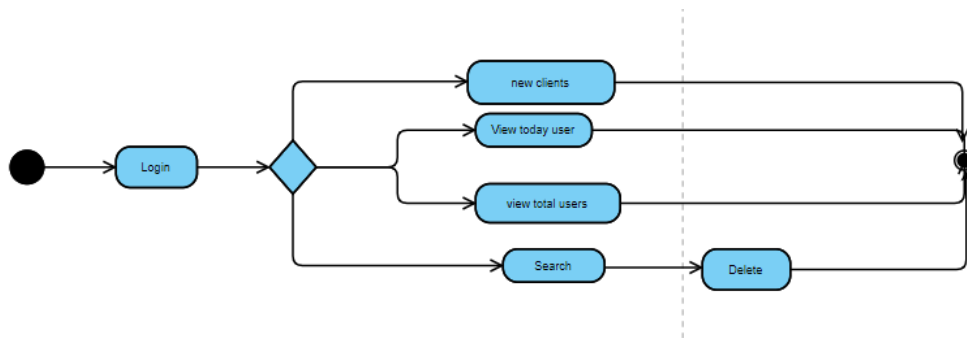 new clients
View today user
Login
view total users
Search
Delete